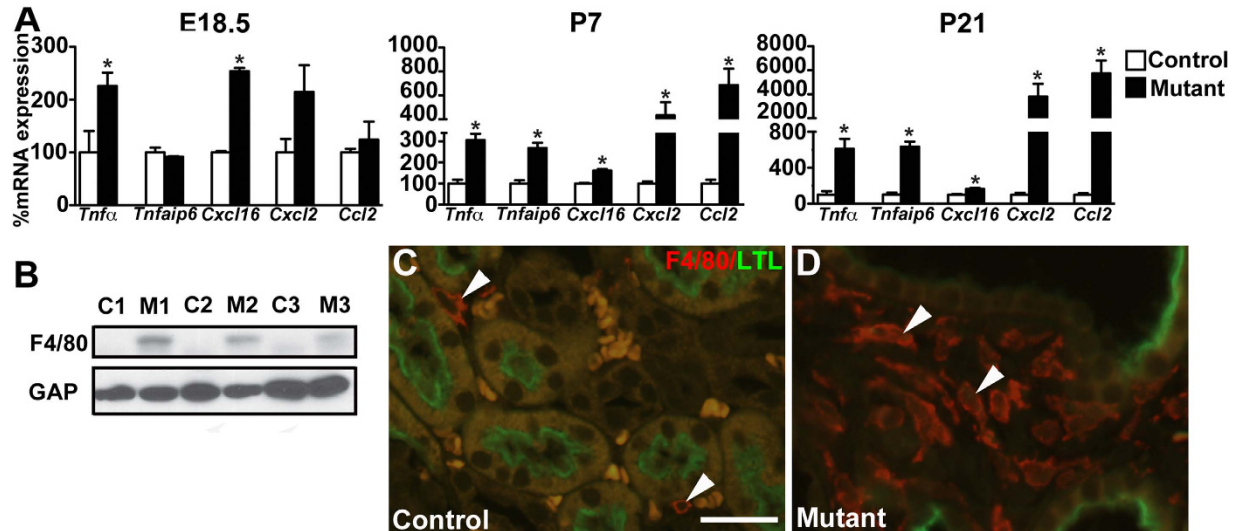 A
E18.5
P7
P21
%mRNA expression
300
200
100
0
Tnfα Tnfaip6 Cxcl16 Cxcl2 Ccl2
* *
1000
800
600
400
300
200
100
0
Tnfα Tnfaip6 Cxcl16 Cxcl2 Ccl2
* * * * *
8000
6000
4000
2000
800
400
0
Tnfα Tnfaip6 Cxcl16 Cxcl2 Ccl2
* * * * *
Control
Mutant
B
C1 M1 C2 M2 C3 M3
F4/80
GAP
C
F4/80/LTL
Control
D
Mutant